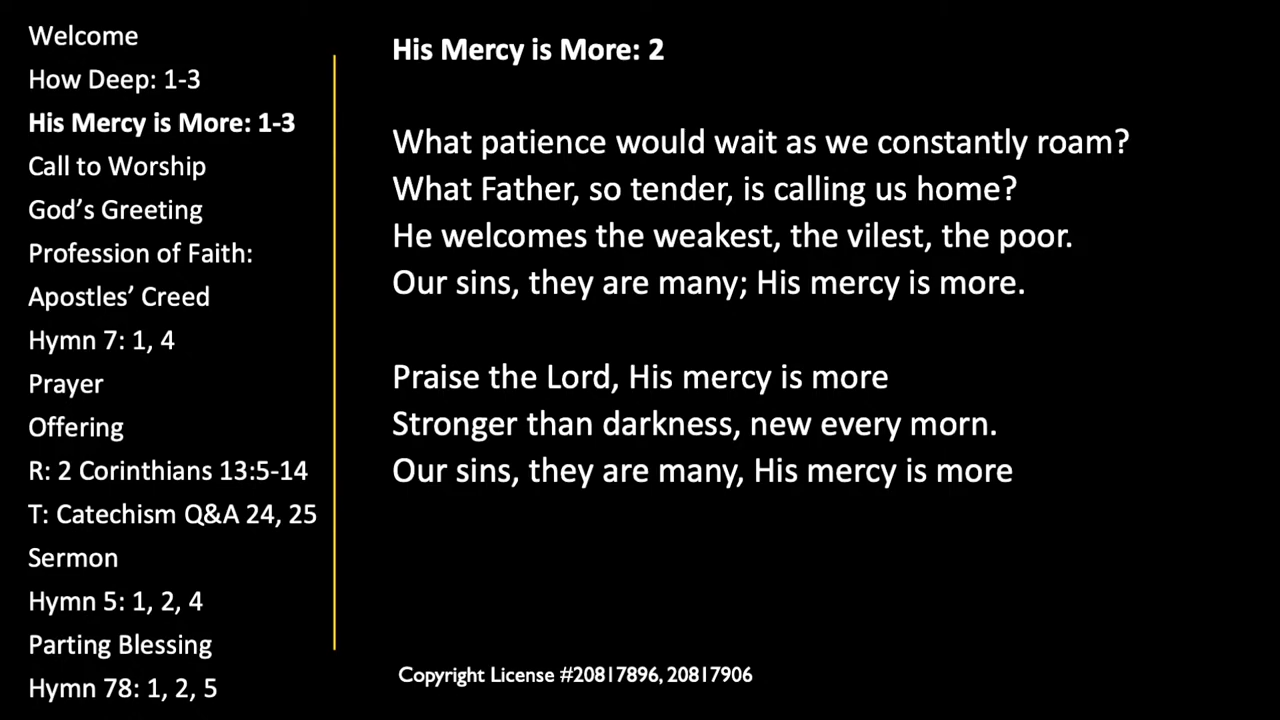 Welcome
How Deep: 1-3
His Mercy is More: 1-3
Call to Worship
God’s Greeting
Profession of Faith:
Apostles’ Creed
Hymn 7: 1, 4
Prayer
Offering
R: 2 Corinthians 13:5-14
T: Catechism Q&A 24, 25
Sermon
Hymn 5: 1, 2, 4
Parting Blessing
Hymn 78: 1, 2, 5
His Mercy is More: 2
What patience would wait as we constantly roam?
What Father, so tender, is calling us home?
He welcomes the weakest, the vilest, the poor.
Our sins, they are many; His mercy is more.
Praise the Lord, His mercy is more
Stronger than darkness, new every morn.
Our sins, they are many, His mercy is more
Copyright License #20817896, 20817906